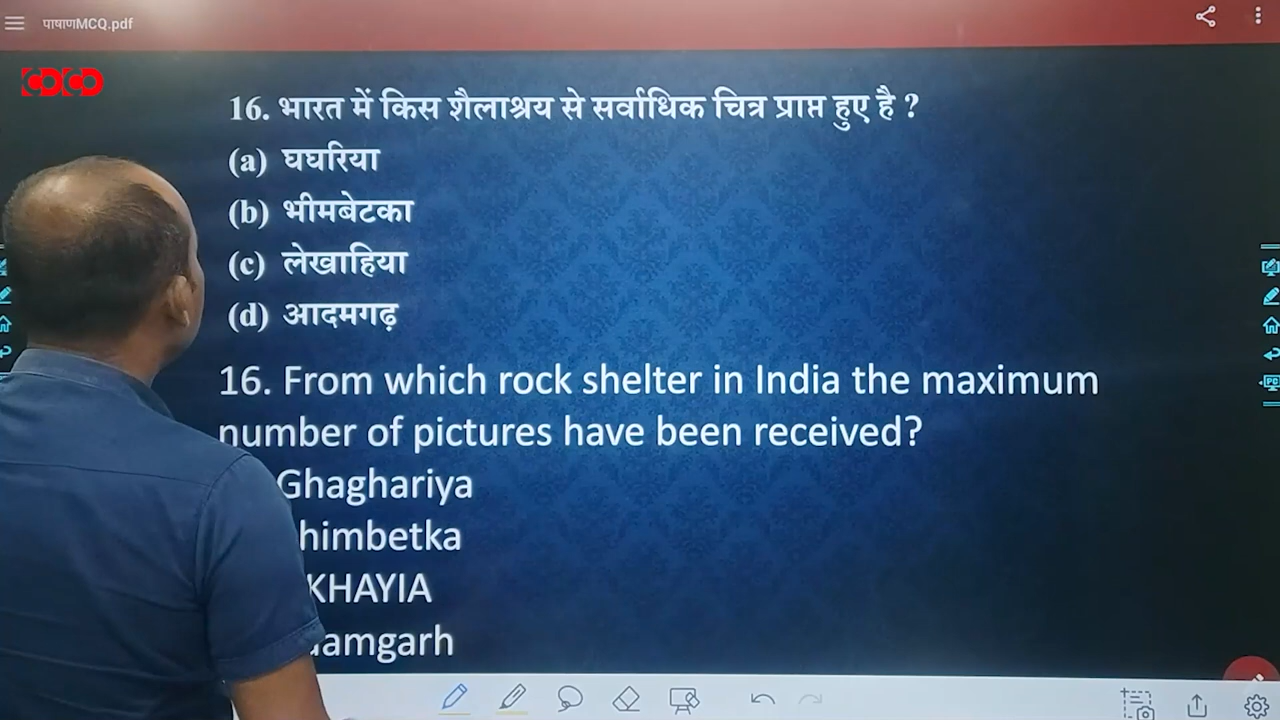 पाषाणMCQ.pdf
CDCD
16. भारत में किस शैलाश्रय से सर्वाधिक चित्र प्राप्त हुए है ?
(a) घघरिया
(b) भीमबेटका
(c) लेखाहिया
(d) आदमगढ़
16. From which rock shelter in India the maximum
number of pictures have been received?
Ghaghariya
himbetka
KHAYIA
amgarh